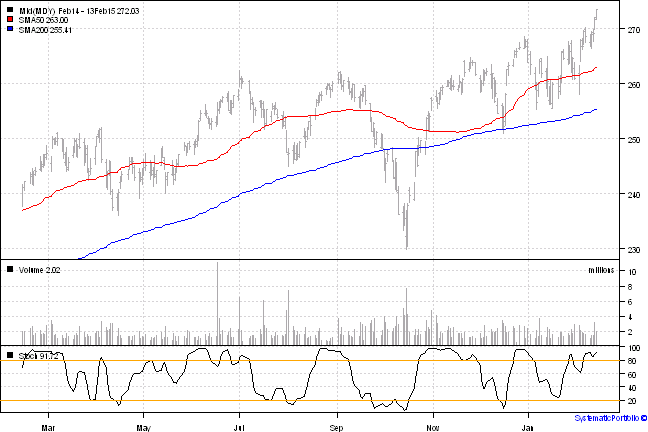 Mid(MDY) Feb14 - 13Feb15 272.03
SMA50 263.00
SMA200 255.41
270
260
250
240
230
Volume 2.02
millions
10
8
6
4
2
Stoch 91.72
100
80
60
40
20
Mar May Jul Sep Nov Jan
SystematicPortfolio ©